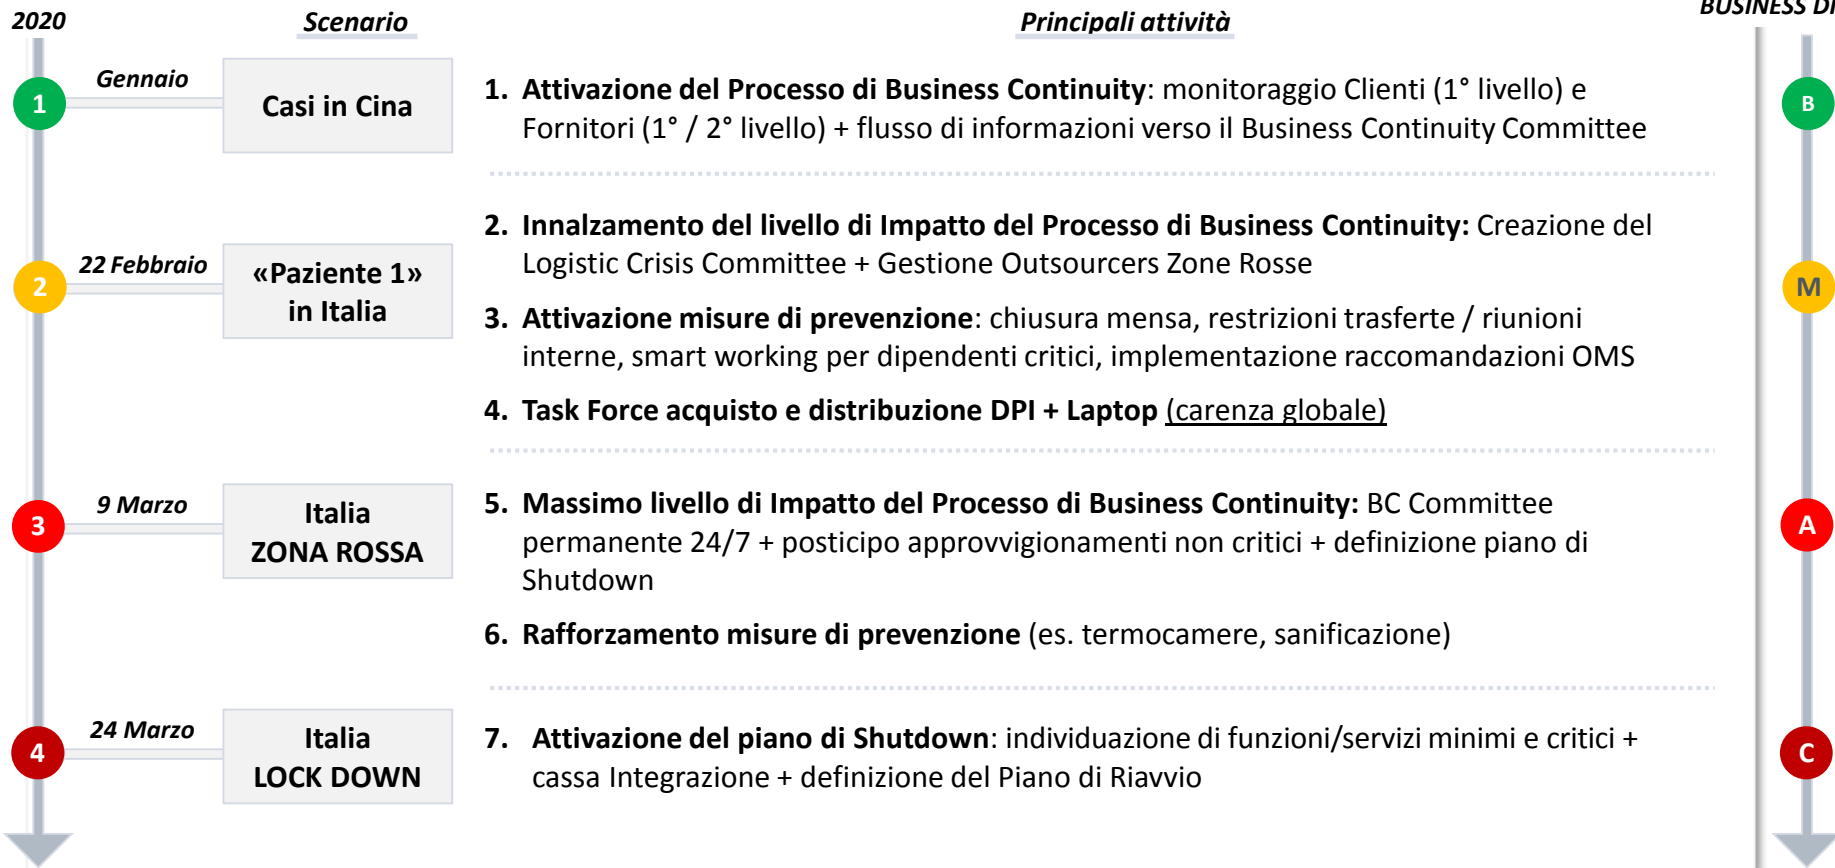 2020
Scenario
Principali attività
BUSINESS DI
1
Gennaio
Casi in Cina
1. Attivazione del Processo di Business Continuity: monitoraggio Clienti (1° livello) e
Fornitori (1° / 2° livello) + flusso di informazioni verso il Business Continuity Committee
B
2
22 Febbraio
«Paziente 1»
in Italia
2. Innalzamento del livello di Impatto del Processo di Business Continuity: Creazione del
Logistic Crisis Committee + Gestione Outsourcers Zone Rosse
3. Attivazione misure di prevenzione: chiusura mensa, restrizioni trasferte / riunioni
interne, smart working per dipendenti critici, implementazione raccomandazioni OMS
4. Task Force acquisto e distribuzione DPI + Laptop (carenza globale)
M
3
9 Marzo
Italia
ZONA ROSSA
5. Massimo livello di Impatto del Processo di Business Continuity: BC Committee
permanente 24/7 + posticipo approvvigionamenti non critici + definizione piano di
Shutdown
6. Rafforzamento misure di prevenzione (es. termocamere, sanificazione)
A
4
24 Marzo
Italia
LOCK DOWN
7. Attivazione del piano di Shutdown: individuazione di funzioni/servizi minimi e critici +
cassa Integrazione + definizione del Piano di Riavvio
C